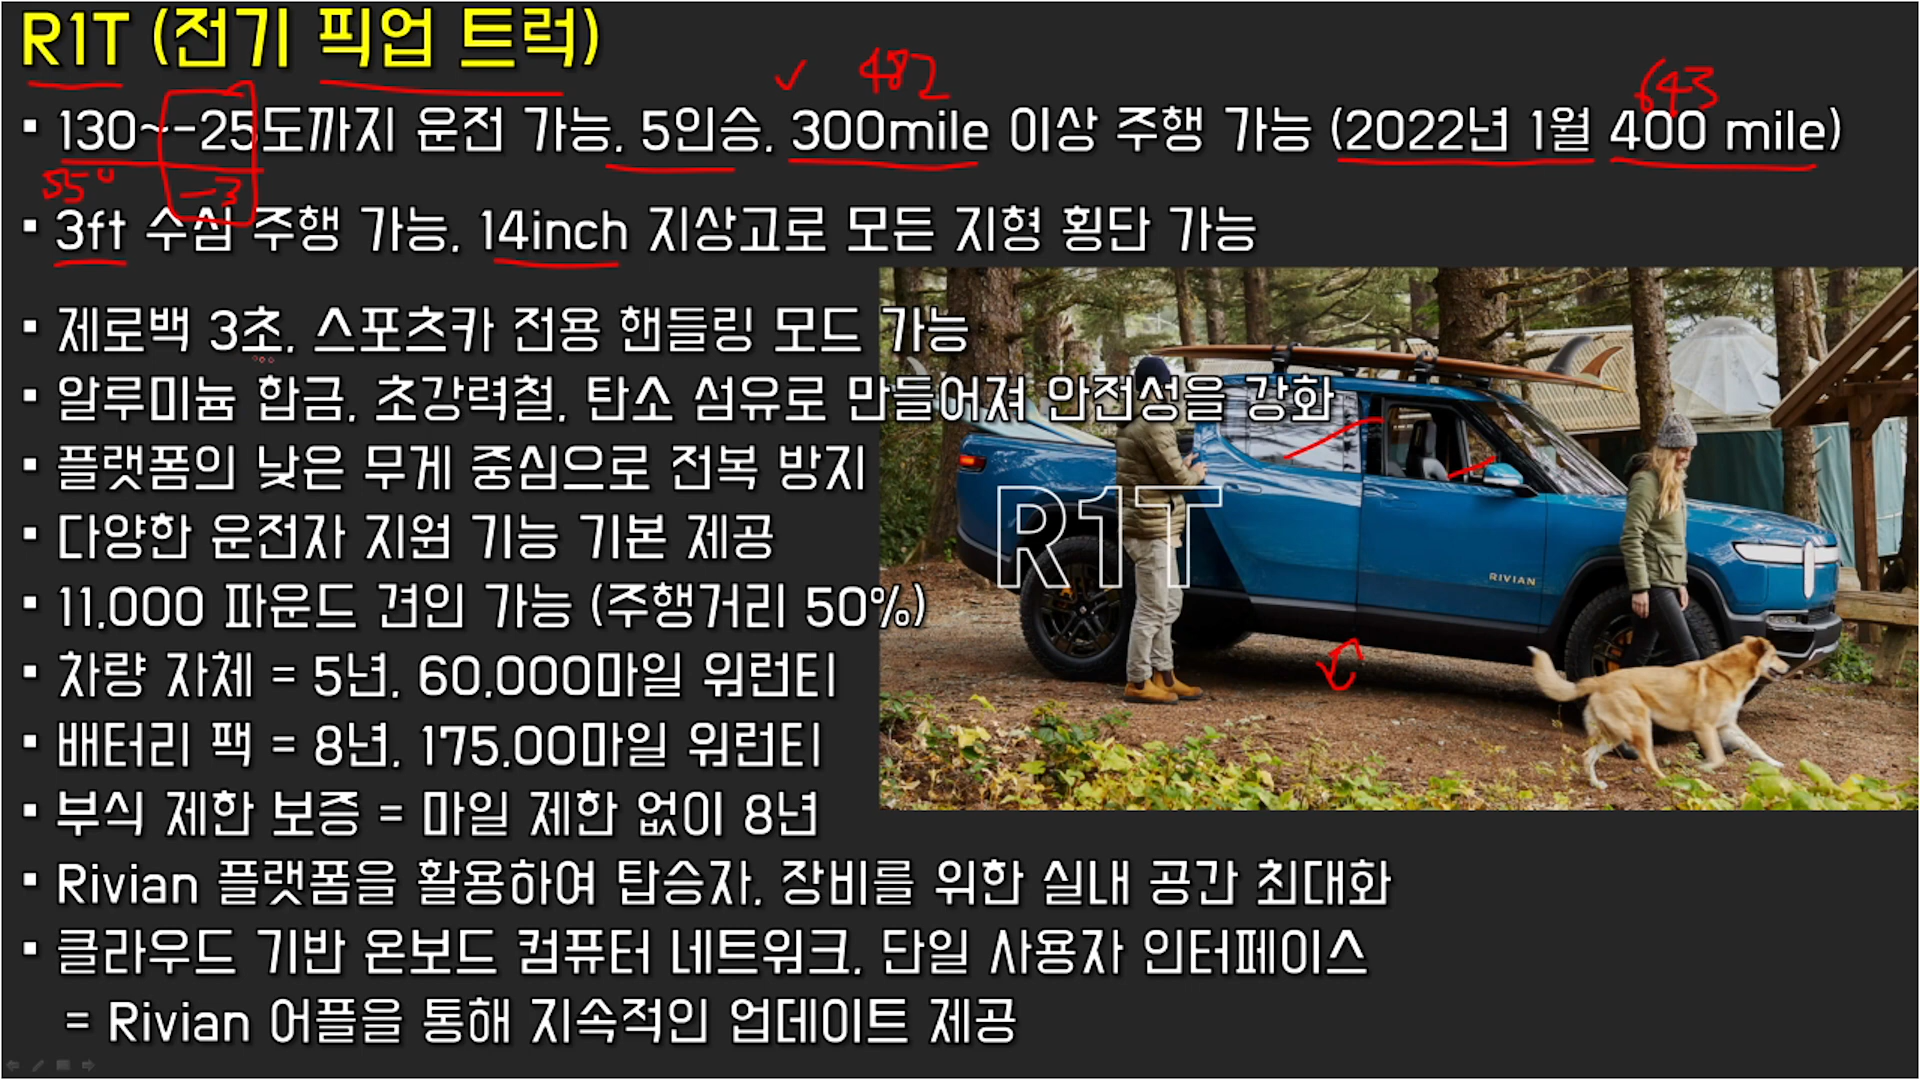 R1T (전기 픽업 트럭)
482
643
▪ 130~-25도까지 운전 가능, 5인승, 300mile 이상 주행 가능 (2022년 1월 400 mile)
55° -3
▪ 3ft 수심 주행 가능, 14inch 지상고로 모든 지형 횡단 가능
▪ 제로백 3초, 스포츠카 전용 핸들링 모드 가능
▪ 알루미늄 합금, 초강력철, 탄소 섬유로 만들어져 안전성을 강화
▪ 플랫폼의 낮은 무게 중심으로 전복 방지
R1T
▪ 다양한 운전자 지원 기능 기본 제공
RIVIAN
▪ 11,000 파운드 견인 가능 (주행거리 50%)
▪ 차량 자체 = 5년, 60,000마일 워런티
▪ 배터리 팩 = 8년, 175,00마일 워런티
▪ 부식 제한 보증 = 마일 제한 없이 8년
▪ Rivian 플랫폼을 활용하여 탑승자, 장비를 위한 실내 공간 최대화
▪ 클라우드 기반 온보드 컴퓨터 네트워크, 단일 사용자 인터페이스
= Rivian 어플을 통해 지속적인 업데이트 제공